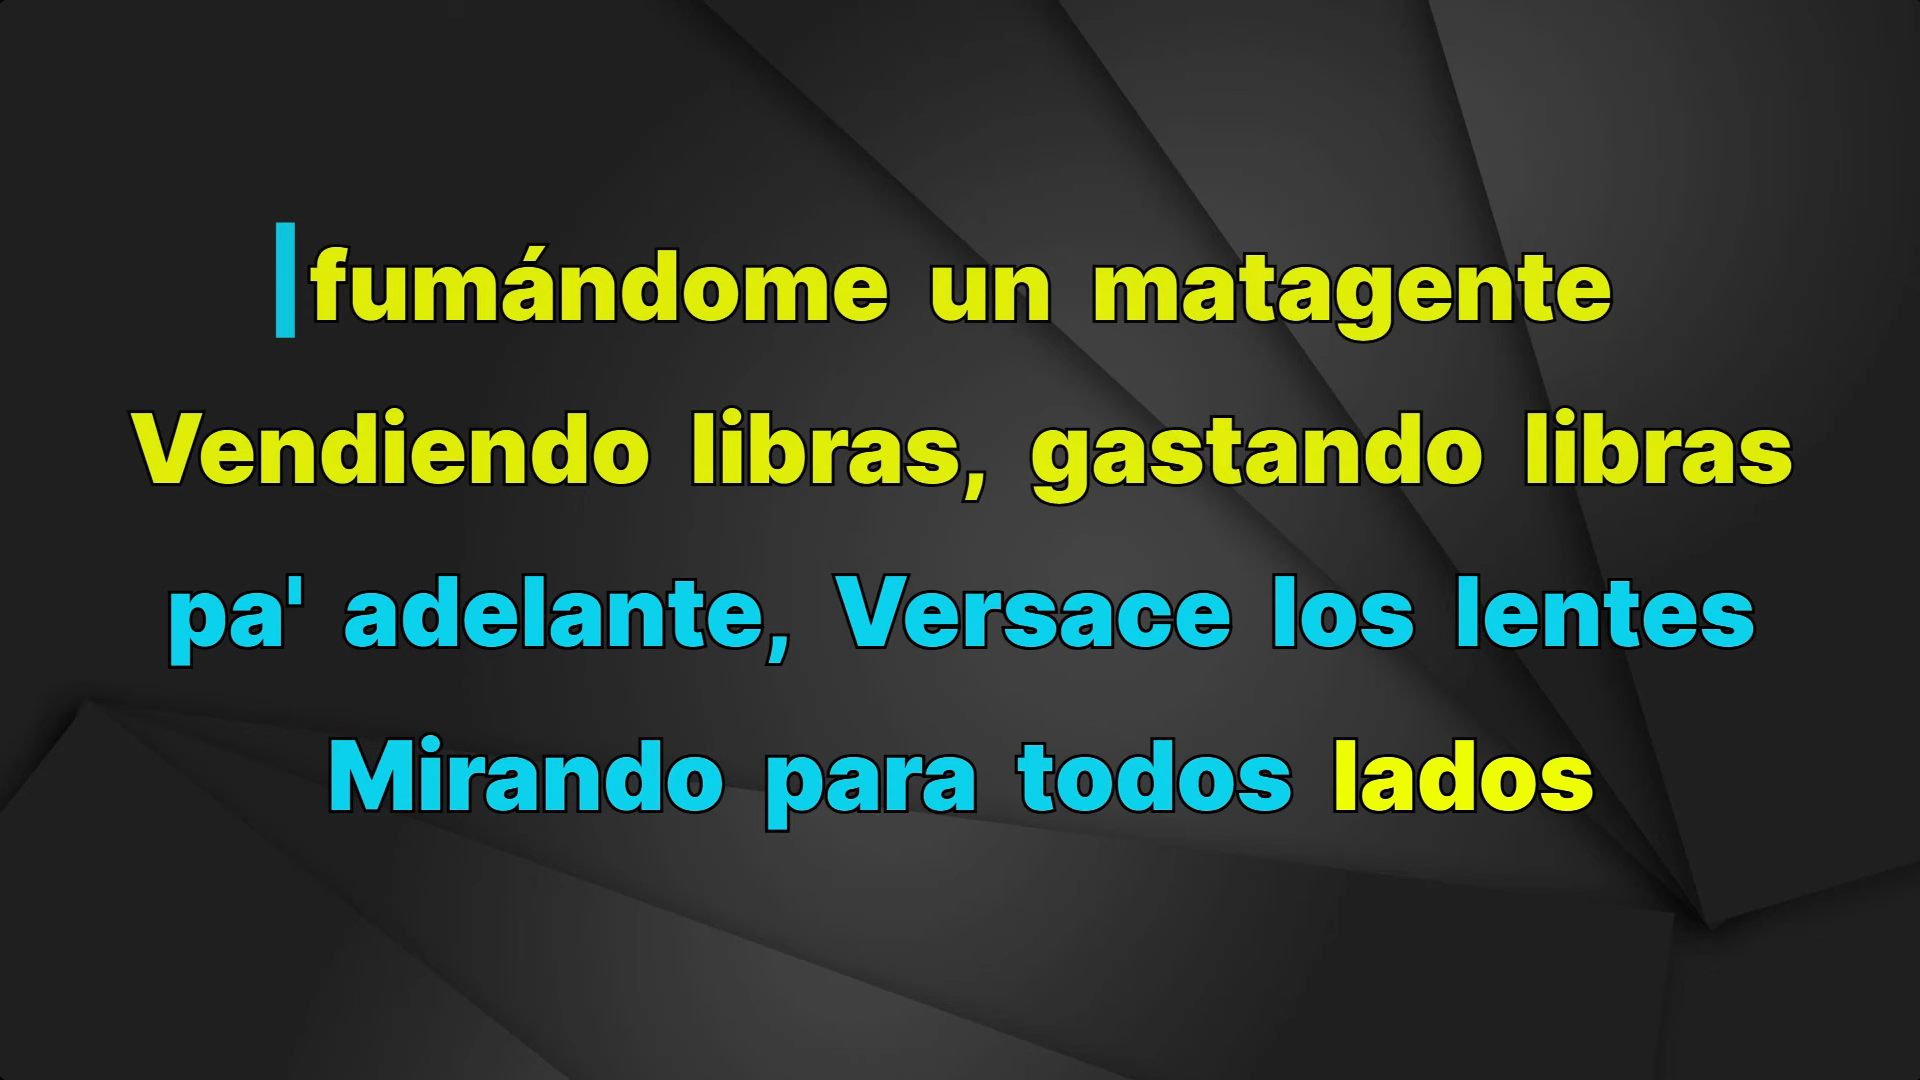 fumándome un matagente
Vendiendo libras, gastando libras
pa' adelante, Versace los lentes
Mirando para todos lados